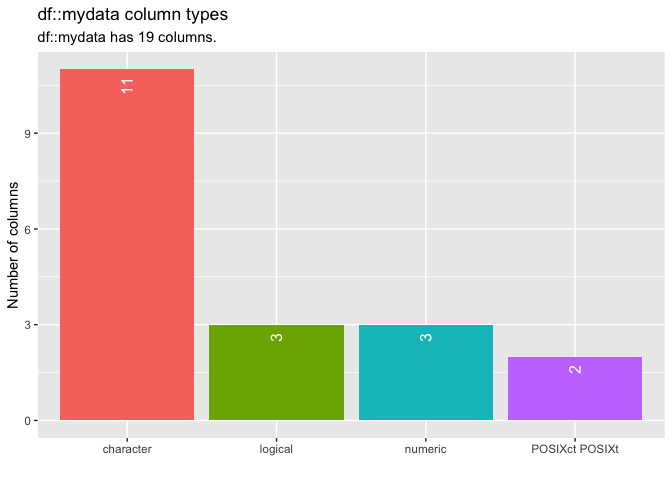 df::mydata column types
df::mydata has 19 columns.
Number of columns
9
6
3
0
11
3
3
2
character
logical
numeric
POSIXct POSIXt